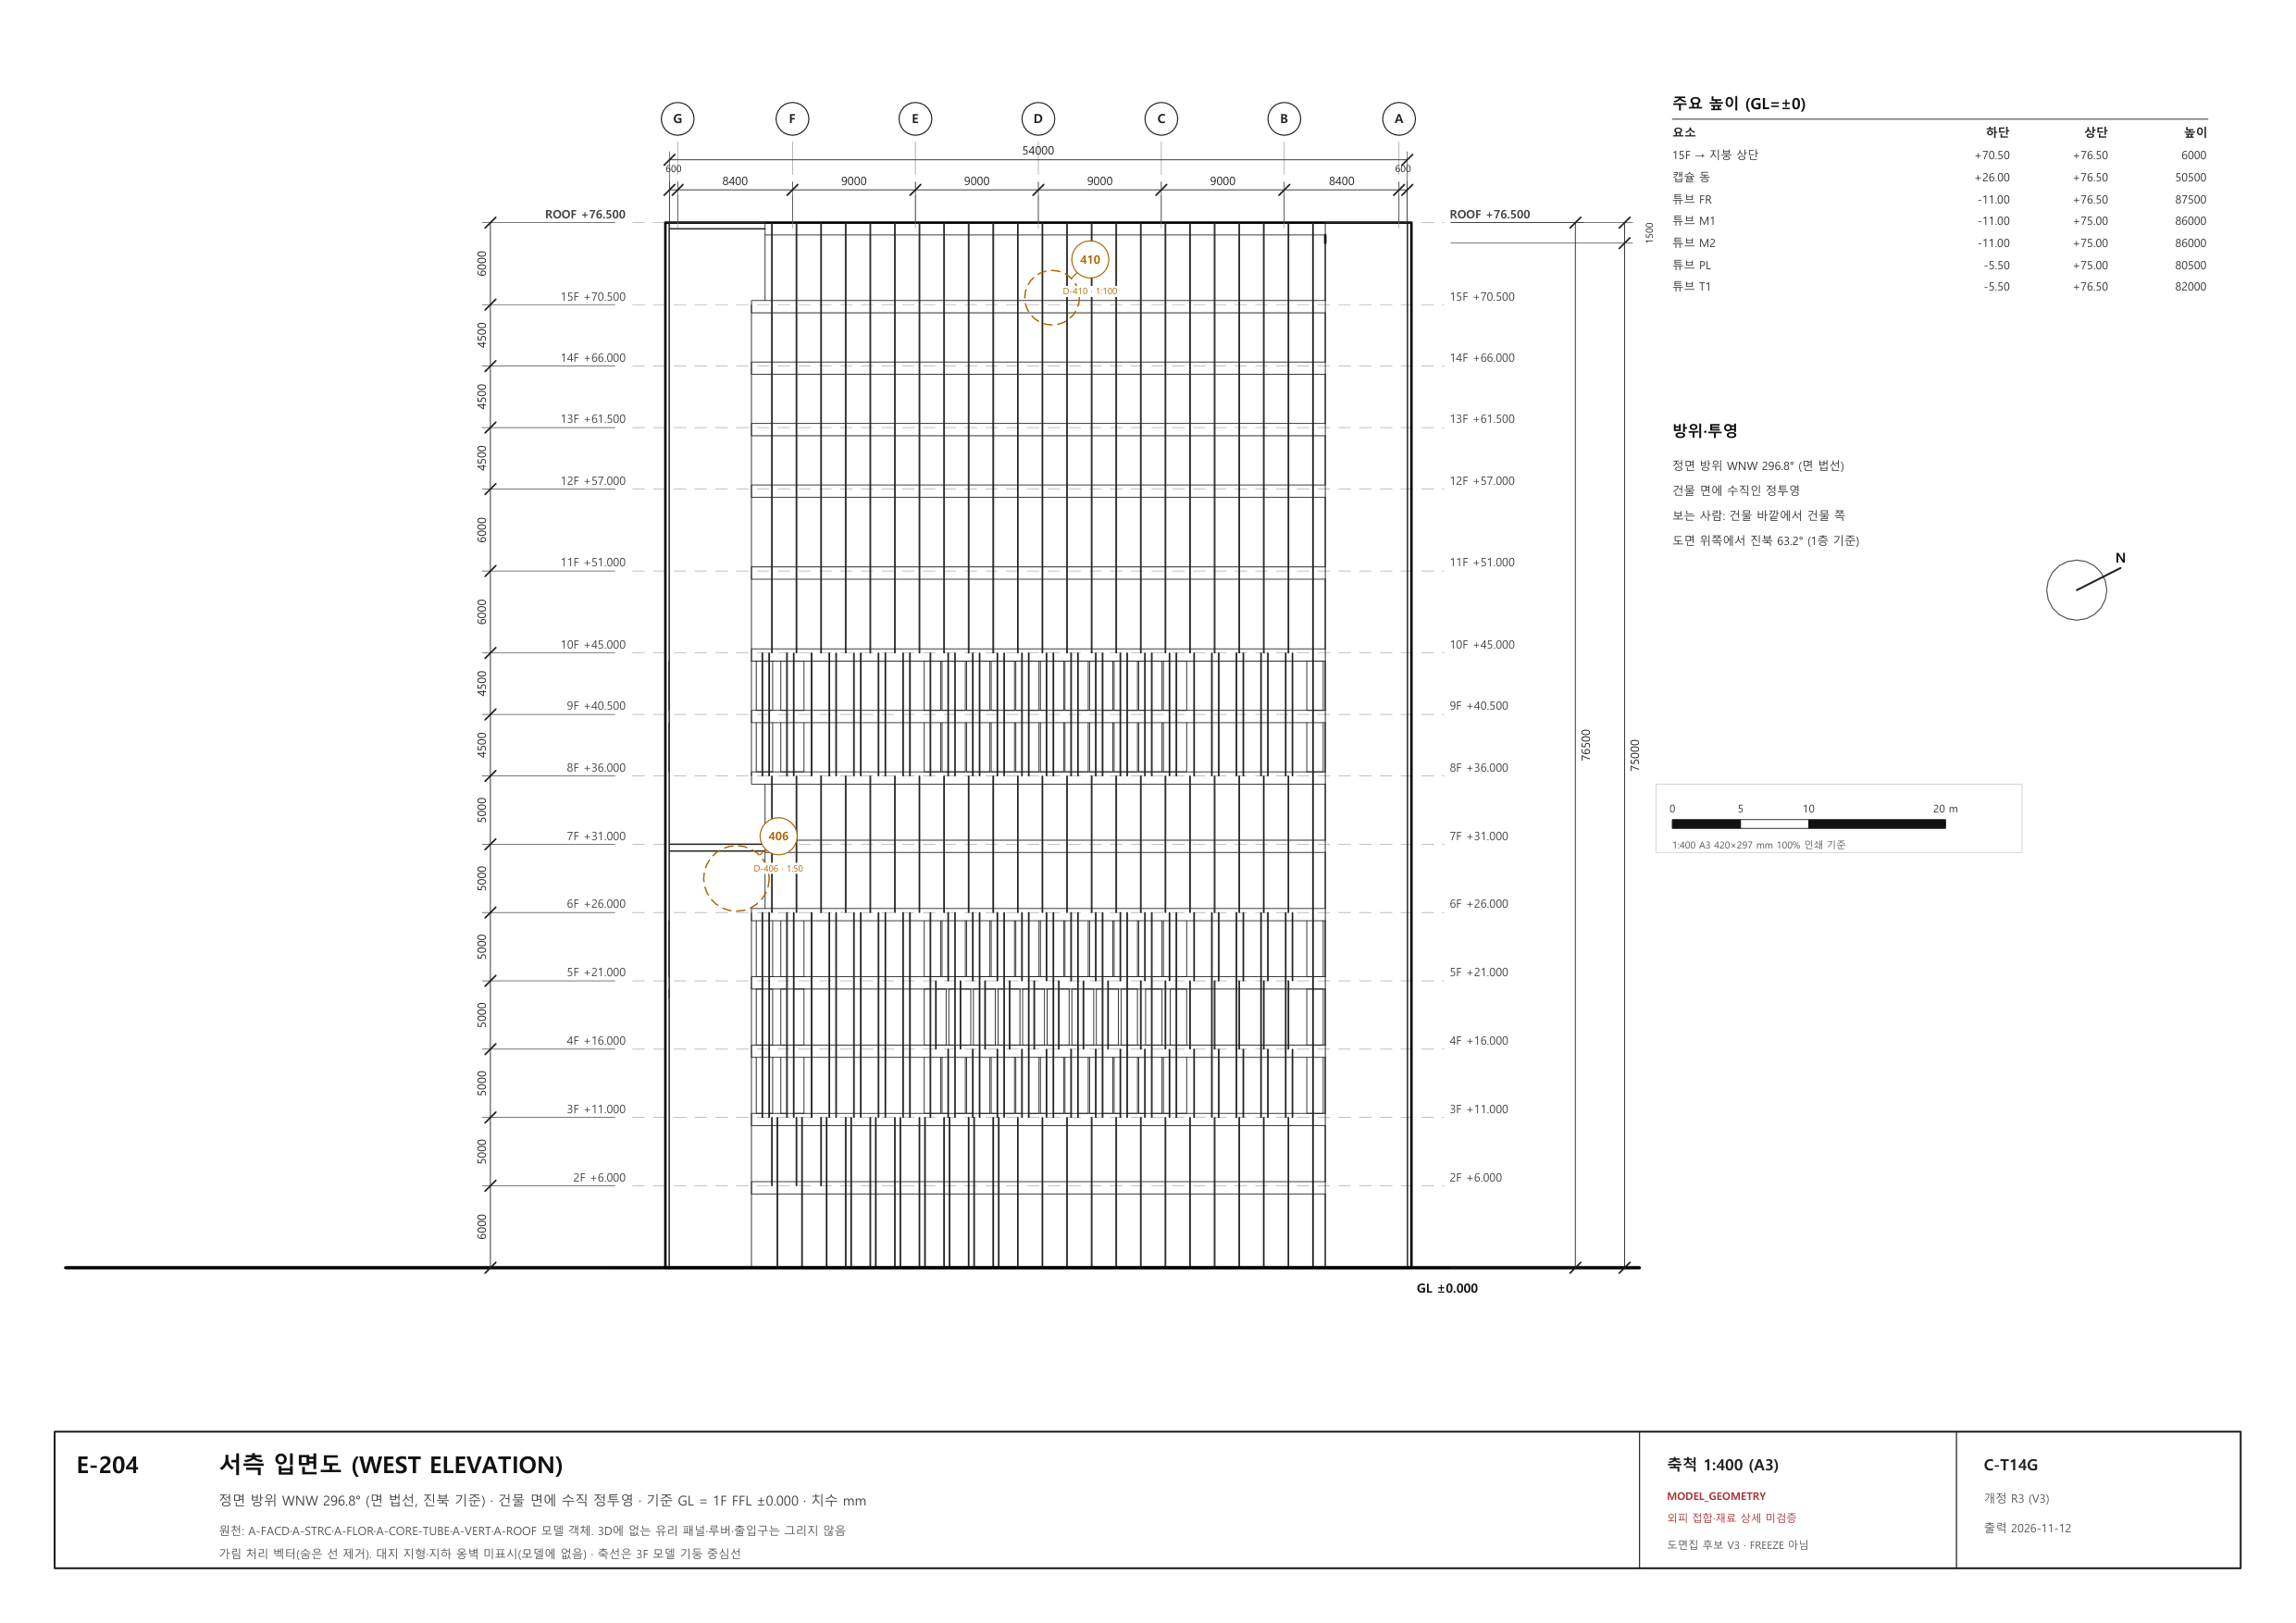 G F E D C B A
54000
600 8400 9000 9000 9000 9000 8400 600
ROOF +76.500
15F +70.500
14F +66.000
13F +61.500
12F +57.000
11F +51.000
10F +45.000
9F +40.500
8F +36.000
7F +31.000
6F +26.000
5F +21.000
4F +16.000
3F +11.000
2F +6.000
6000
4500
4500
4500
6000
6000
4500
4500
5000
5000
5000
5000
5000
5000
6000
410
D-410 · 1:100
406
D-406 · 1:50
ROOF +76.500
15F +70.500
14F +66.000
13F +61.500
12F +57.000
11F +51.000
10F +45.000
9F +40.500
8F +36.000
7F +31.000
6F +26.000
5F +21.000
4F +16.000
3F +11.000
2F +6.000
GL ±0.000
76500
75000
1500
주요 높이 (GL=±0)
요소 하단 상단 높이
15F → 지붕 상단 +70.50 +76.50 6000
캡슐 동 +26.00 +76.50 50500
튜브 FR -11.00 +76.50 87500
튜브 M1 -11.00 +75.00 86000
튜브 M2 -11.00 +75.00 86000
튜브 PL -5.50 +75.00 80500
튜브 T1 -5.50 +76.50 82000
방위·투영
정면 방위 WNW 296.8° (면 법선)
건물 면에 수직인 정투영
보는 사람: 건물 바깥에서 건물 쪽
도면 위쪽에서 진북 63.2° (1층 기준)
N
0 5 10 20 m
1:400 A3 420×297 mm 100% 인쇄 기준
E-204
서측 입면도 (WEST ELEVATION)
정면 방위 WNW 296.8° (면 법선, 진북 기준) · 건물 면에 수직 정투영 · 기준 GL = 1F FFL ±0.000 · 치수 mm
원천: A-FACD·A-STRC·A-FLOR·A-CORE-TUBE·A-VERT·A-ROOF 모델 객체. 3D에 없는 유리 패널·루버·출입구는 그리지 않음
가림 처리 벡터(숨은 선 제거). 대지 지형·지하 옹벽 미표시(모델에 없음) · 축선은 3F 모델 기둥 중심선
축척 1:400 (A3)
MODEL_GEOMETRY
외피 접합·재료 상세 미검증
도면집 후보 V3 · FREEZE 아님
C-T14G
개정 R3 (V3)
출력 2026-11-12